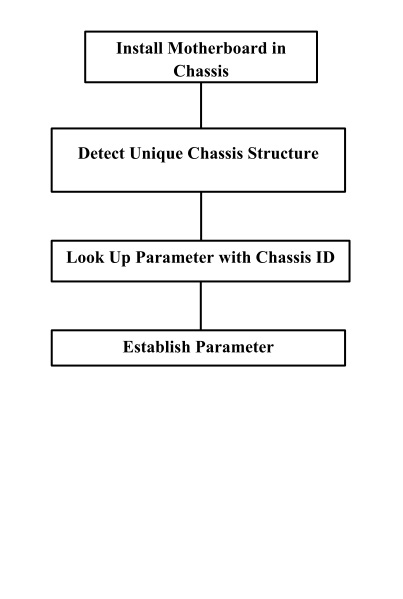 Install Motherboard in
Chassis
Detect Unique Chassis Structure
Look Up Parameter with Chassis ID
Establish Parameter